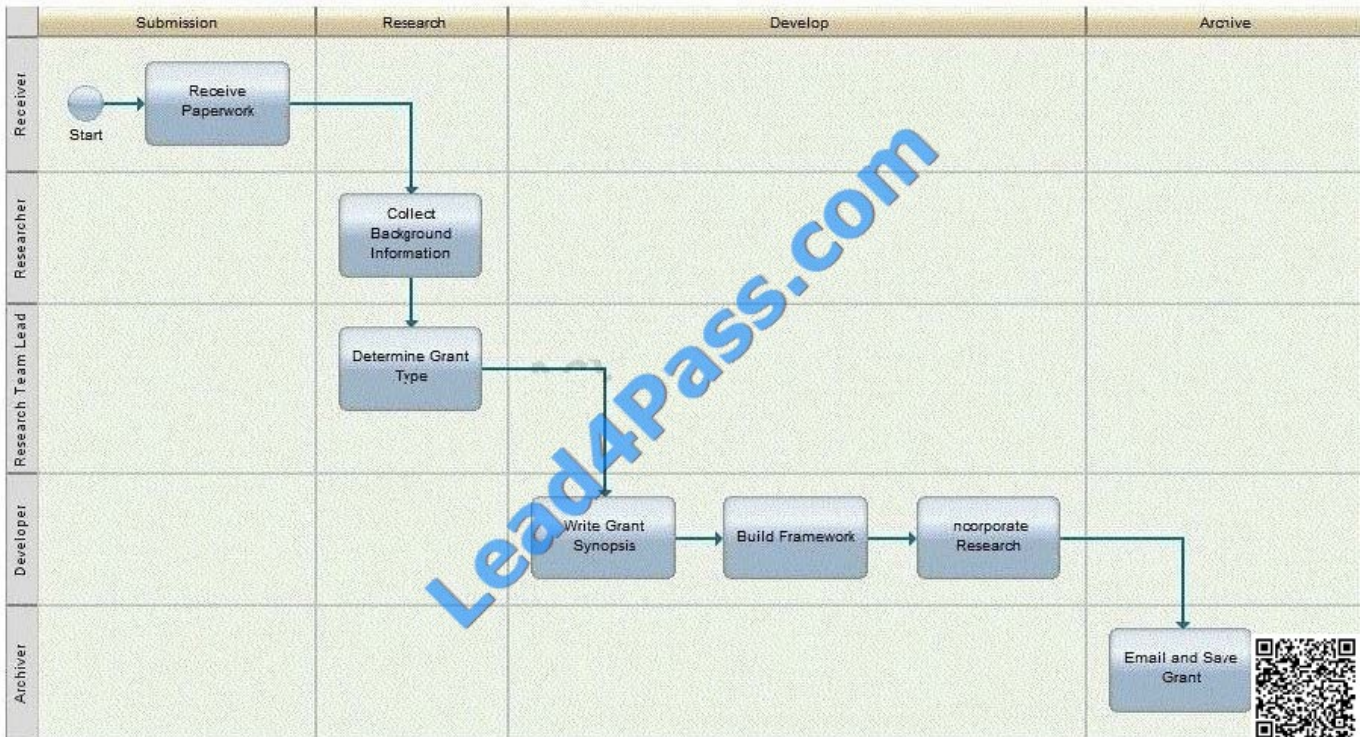 Submission
Research
Develop
Archive
Receiver
Start
Receive
Paperwork
Researcher
Collect
Background
Information
Research Team Lead
Determine Grant
Type
Developer
Write Grant
Synopsis
Build Framework
ncorporate
Research
Archiver
Email and Save
Grant
Lead4Pass.com